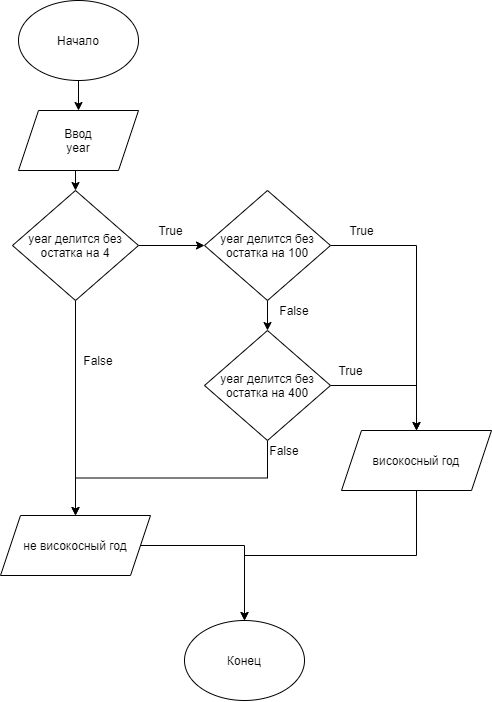 Начало
Ввод
year
year делится без
остатка на 4
True
year делится без
остатка на 100
True
False
False
year делится без
остатка на 400
True
False
високосный год
не високосный год
Конец